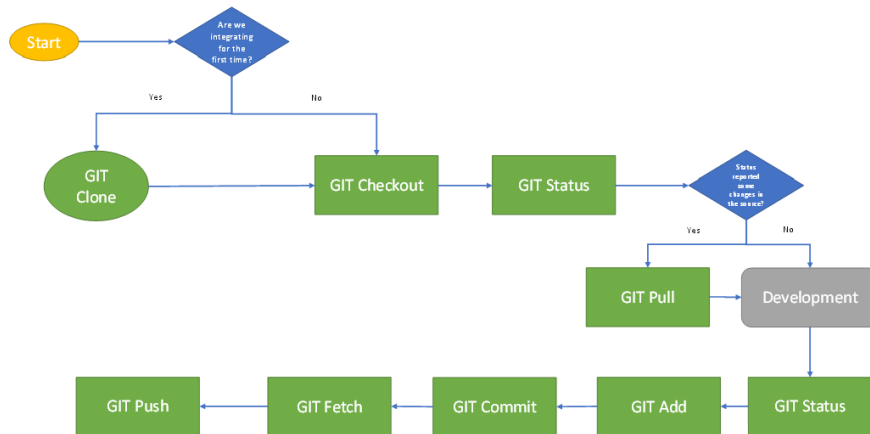 Are we
integrating
for the
first time?
Start
Yes
No
GIT
Clone
GIT Checkout
GIT Status
Status
reported
some
changes in
the source?
Yes
No
GIT Pull
Development
GIT Push
GIT Fetch
GIT Commit
GIT Add
GIT Status